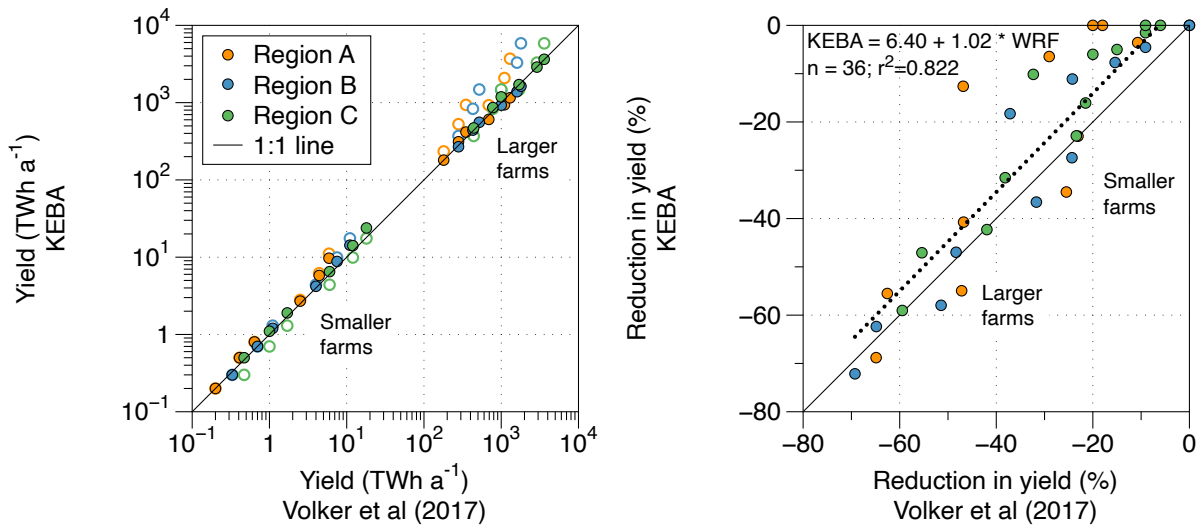 10⁴
10³
10²
10
1
10⁻¹
Yield (TWh a⁻¹)
KEBA
Region A
Region B
Region C
1:1 line
Larger
farms
Smaller
farms
10⁻¹
1
10
10²
10³
10⁴
Yield (TWh a⁻¹)
Volker et al (2017)
0
−20
−40
−60
−80
Reduction in yield (%)
KEBA
KEBA = 6.40 + 1.02 * WRF
n = 36; r²=0.822
Smaller
farms
Larger
farms
−80
−60
−40
−20
0
Reduction in yield (%)
Volker et al (2017)